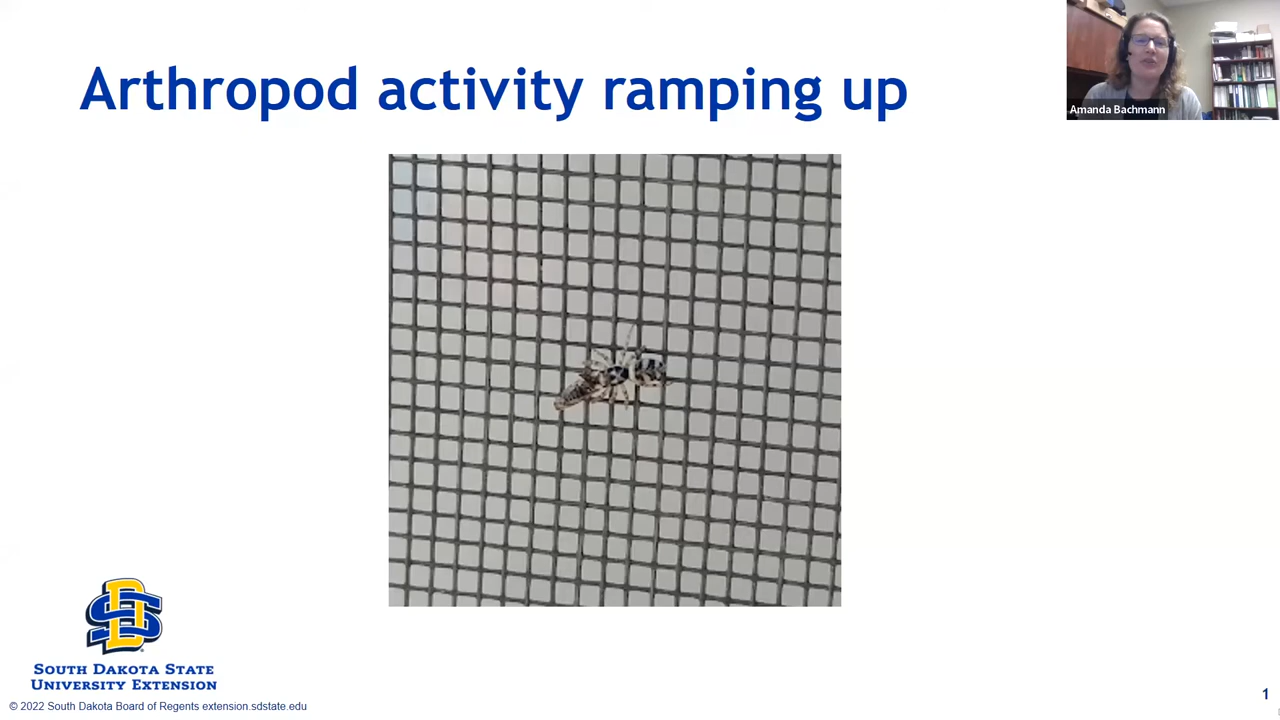 Arthropod activity ramping up
Amanda Bachmann
SOUTH DAKOTA STATE
UNIVERSITY EXTENSION
© 2022 South Dakota Board of Regents extension.sdstate.edu
1